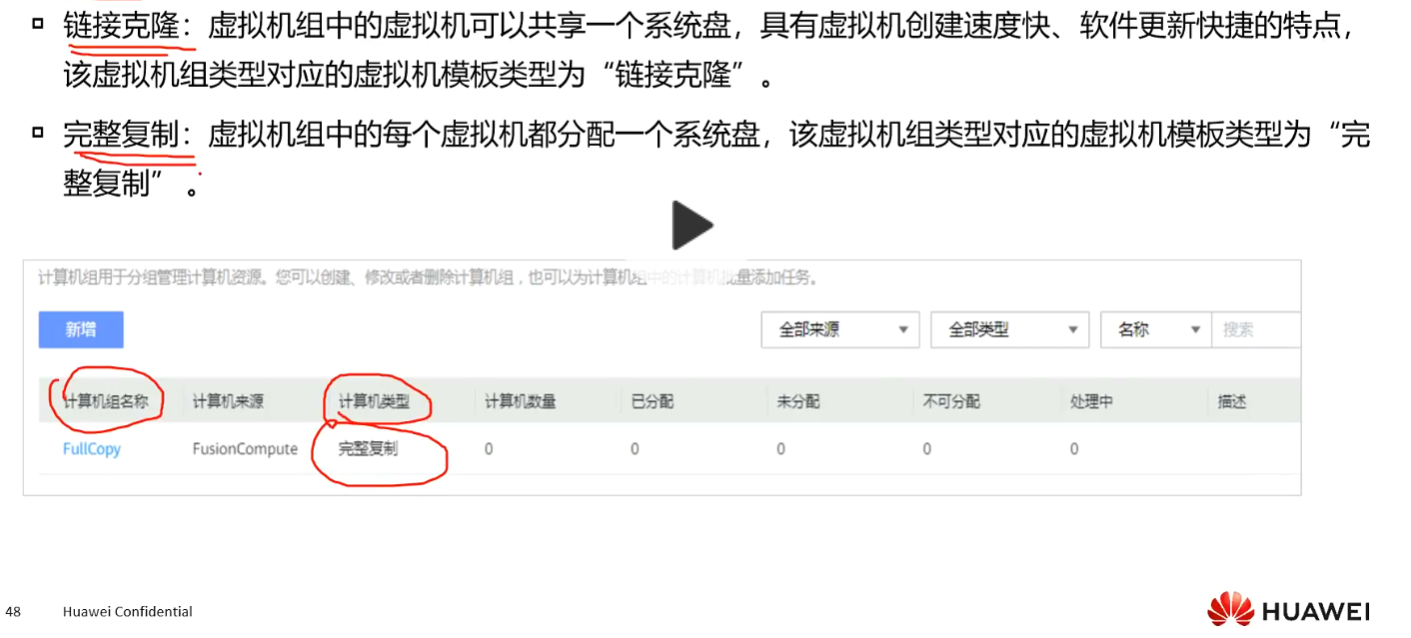 链接克隆：虚拟机组中的虚拟机可以共享一个系统盘，具有虚拟机创建速度快、软件更新快捷的特点，
该虚拟机组类型对应的虚拟机模板类型为“链接克隆”。
完整复制：虚拟机组中的每个虚拟机都分配一个系统盘，该虚拟机组类型对应的虚拟机模板类型为“完
整复制”。
计算机组用于分组管理计算机资源。您可以创建、修改或者删除计算机组，也可以为计算机组中的计算机批量添加任务。
新增 全部来源 全部类型 名称 搜索
计算机组名称 计算机来源 计算机类型 计算机数量 已分配 未分配 不可分配 处理中 描述
FullCopy FusionCompute 完整复制 0 0 0 0 0
48 Huawei Confidential HUAWEI